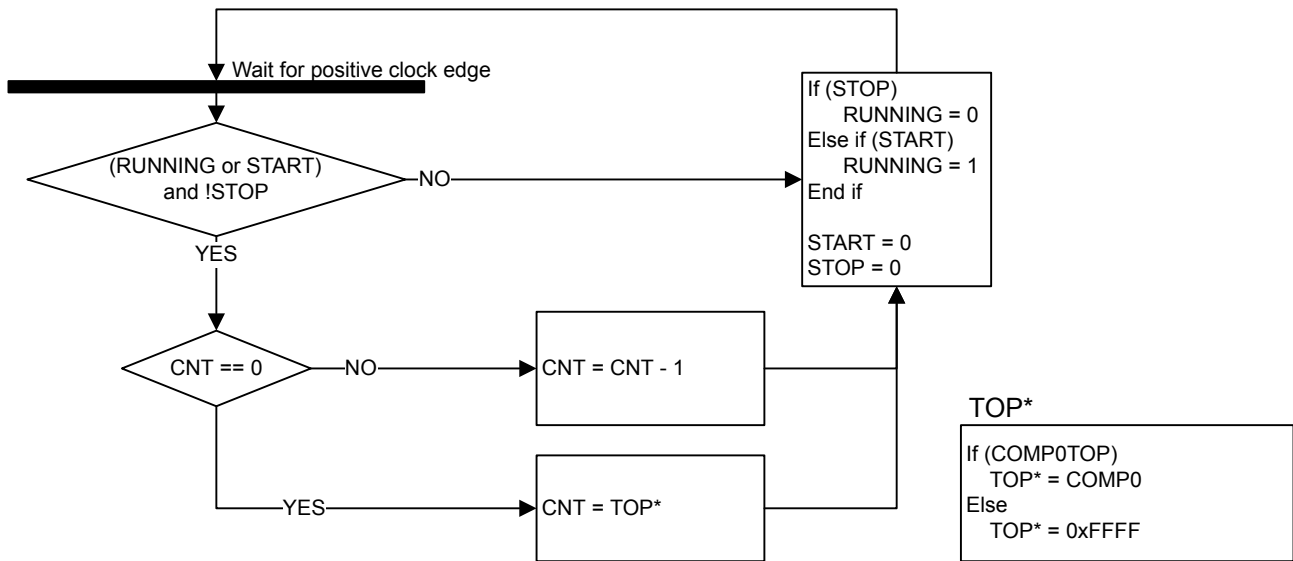 Wait for positive clock edge
(RUNNING or START)
and !STOP
NO
If (STOP)
RUNNING = 0
Else if (START)
RUNNING = 1
End if
START = 0
STOP = 0
YES
CNT == 0
NO
CNT = CNT - 1
YES
CNT = TOP*
TOP*
If (COMP0TOP)
TOP* = COMP0
Else
TOP* = 0xFFFF